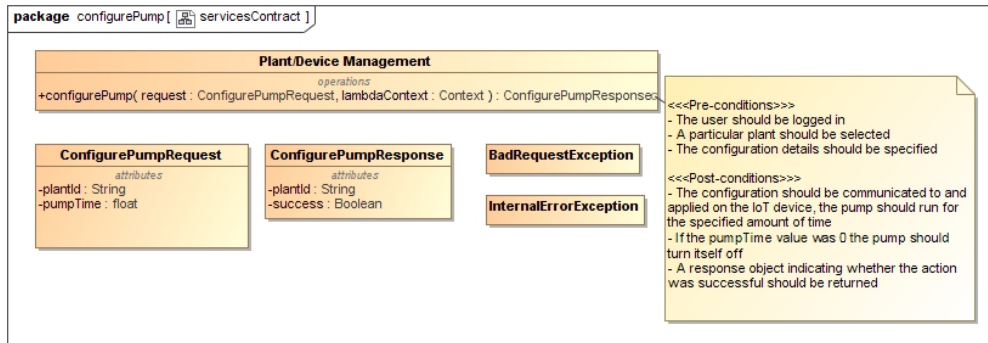 package configurePump [ servicesContract ]
Plant/Device Management
operations
+configurePump( request : ConfigurePumpRequest, lambdaContext : Context ) : ConfigurePumpResponse
<<<Pre-conditions>>>
- The user should be logged in
- A particular plant should be selected
- The configuration details should be specified
<<<Post-conditions>>>
- The configuration should be communicated to and
applied on the IoT device, the pump should run for
the specified amount of time
- If the pumpTime value was 0 the pump should
turn itself off
- A response object indicating whether the action
was successful should be returned
ConfigurePumpRequest
attributes
-plantId : String
-pumpTime : float
ConfigurePumpResponse
attributes
-plantId : String
-success : Boolean
BadRequestException
InternalErrorException